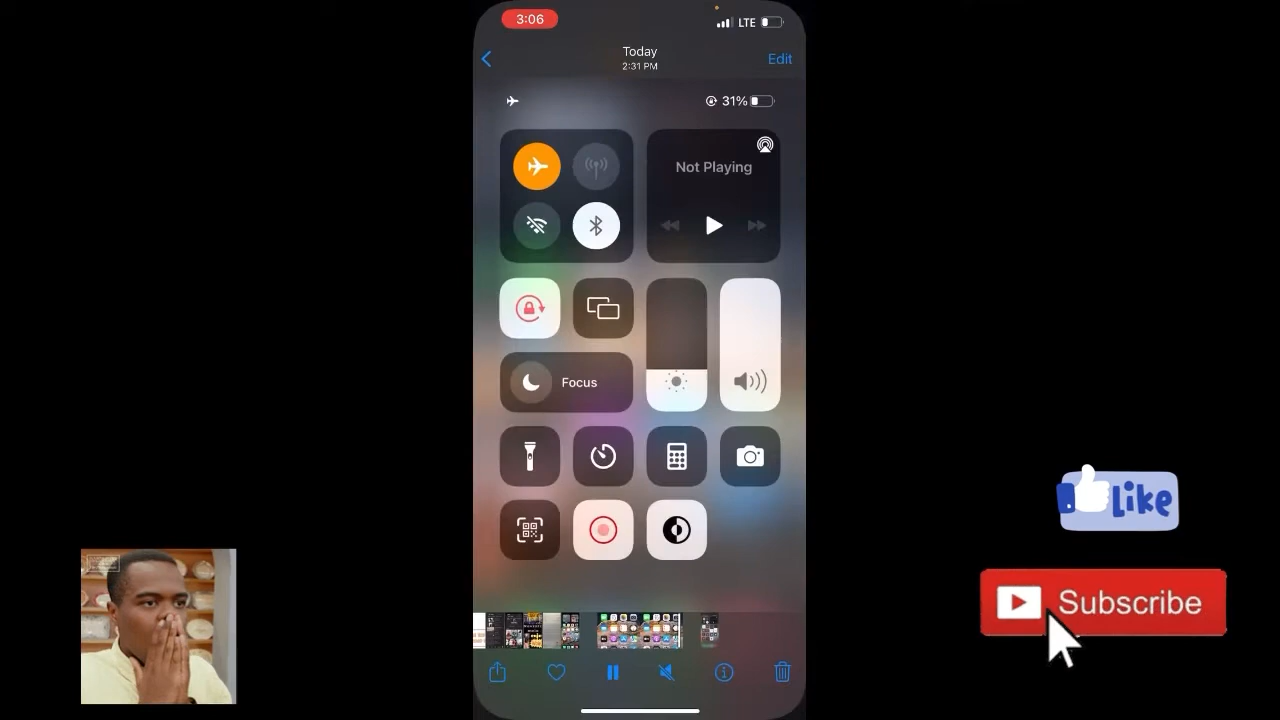 3:06
LTE
Today
2:31 PM
Edit
31%
Not Playing
Focus
Like
Subscribe